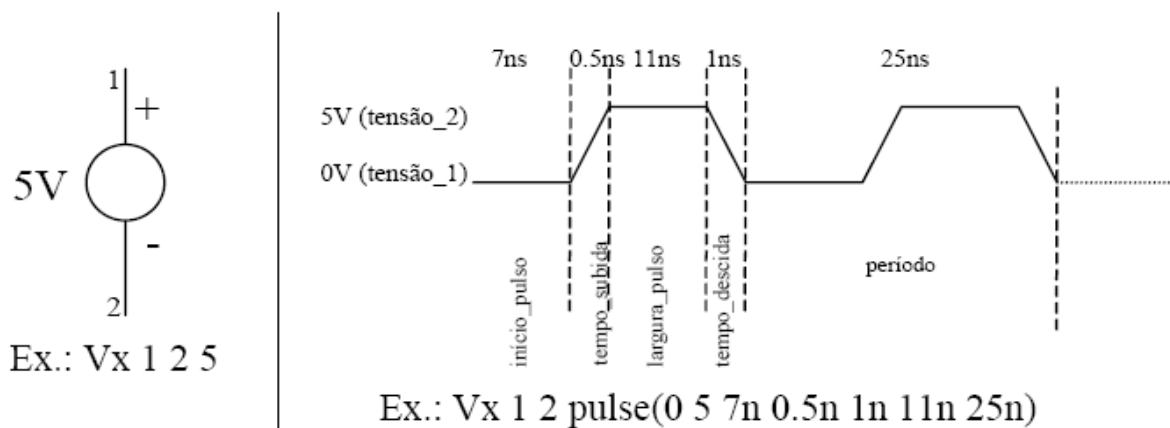 1
+
5V
-
2
Ex.: Vx 1 2 5
7ns 0.5ns 11ns 1ns 25ns
5V (tensão_2)
0V (tensão_1)
início_pulso
tempo_subida
largura_pulso
tempo_descida
período
Ex.: Vx 1 2 pulse(0 5 7n 0.5n 1n 11n 25n)